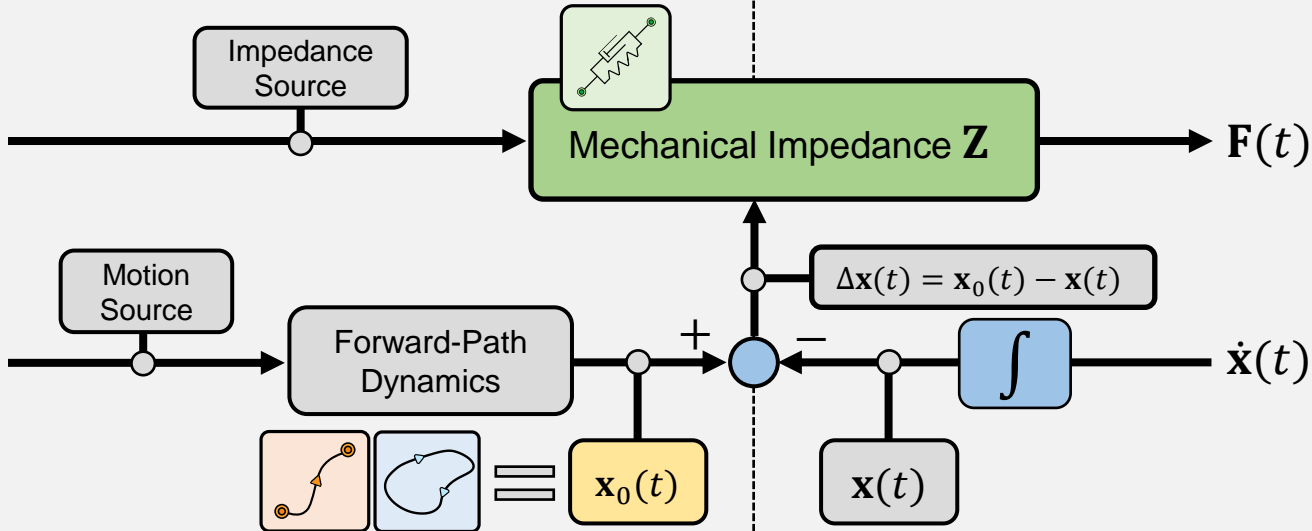 Impedance
Source
Mechanical Impedance 𝐙
𝐅(𝑡)
Motion
Source
Δ𝐱(𝑡) = 𝐱₀(𝑡) − 𝐱(𝑡)
Forward-Path
Dynamics
+
−
∫
𝐱̇(𝑡)
=
𝐱₀(𝑡)
𝐱(𝑡)